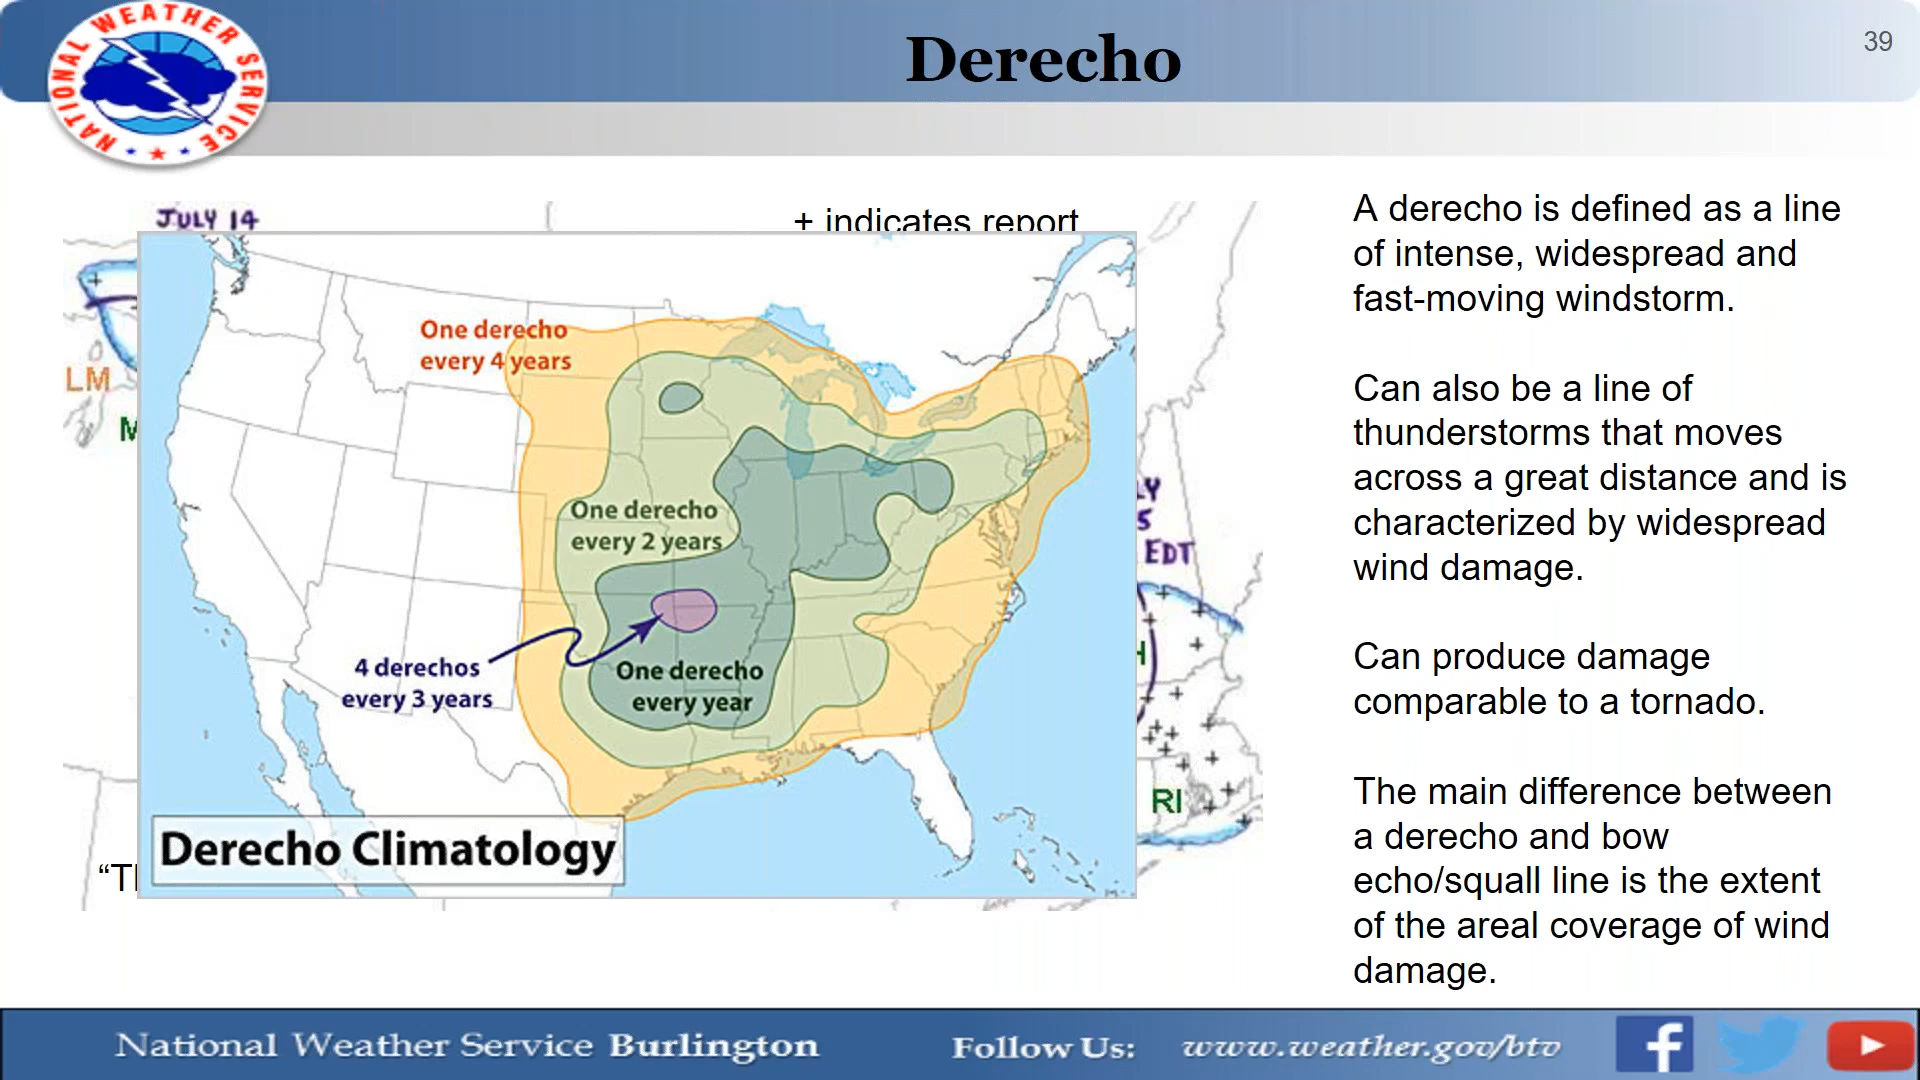 Derecho
39
NATIONAL WEATHER SERVICE
JULY 14
+ indicates report
LM
One derecho
every 4 years
One derecho
every 2 years
4 derechos
every 3 years
One derecho
every year
Derecho Climatology
EDT
RI
A derecho is defined as a line
of intense, widespread and
fast-moving windstorm.
Can also be a line of
thunderstorms that moves
across a great distance and is
characterized by widespread
wind damage.
Can produce damage
comparable to a tornado.
The main difference between
a derecho and bow
echo/squall line is the extent
of the areal coverage of wind
damage.
National Weather Service Burlington
Follow Us:
www.weather.gov/btv